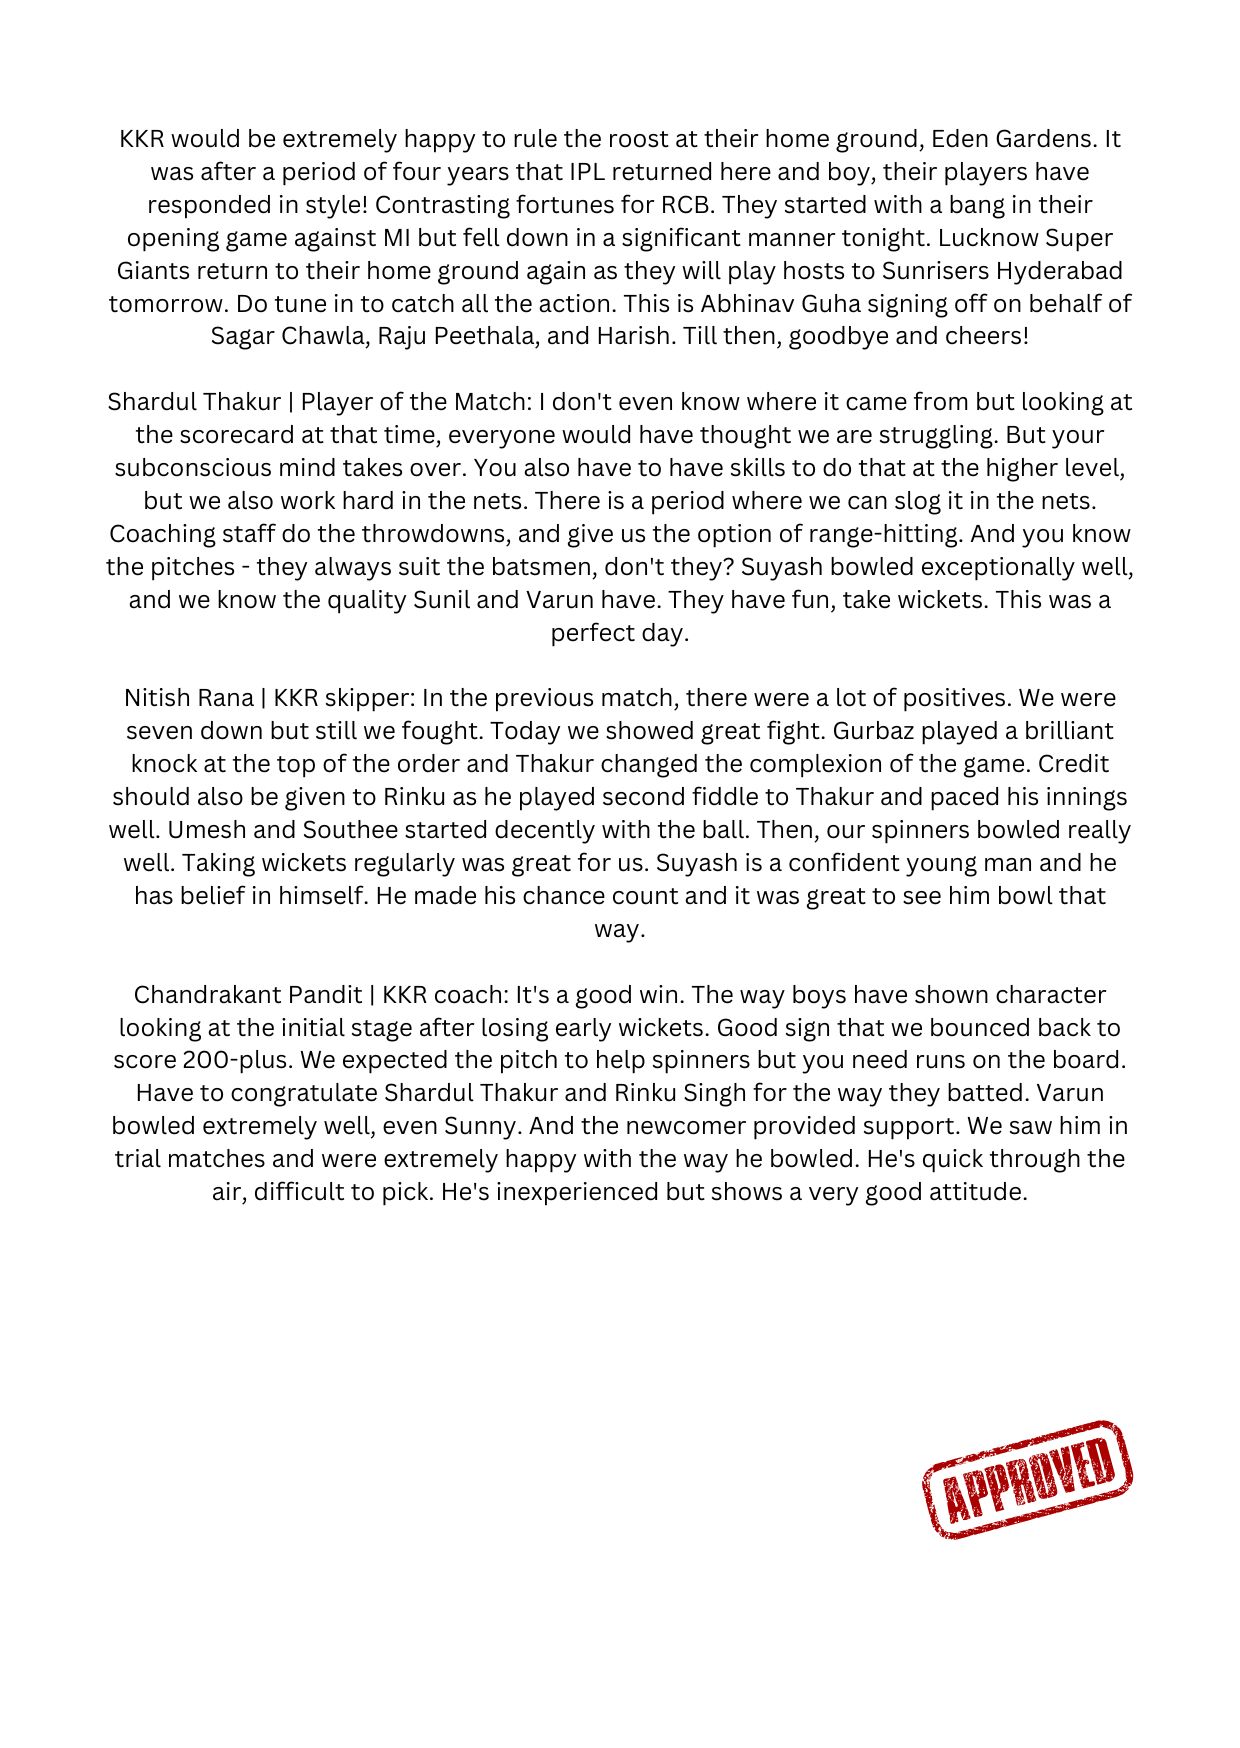 KKR would be extremely happy to rule the roost at their home ground, Eden Gardens. It
was after a period of four years that IPL returned here and boy, their players have
responded in style! Contrasting fortunes for RCB. They started with a bang in their
opening game against MI but fell down in a significant manner tonight. Lucknow Super
Giants return to their home ground again as they will play hosts to Sunrisers Hyderabad
tomorrow. Do tune in to catch all the action. This is Abhinav Guha signing off on behalf of
Sagar Chawla, Raju Peethala, and Harish. Till then, goodbye and cheers!
Shardul Thakur | Player of the Match: I don't even know where it came from but looking at
the scorecard at that time, everyone would have thought we are struggling. But your
subconscious mind takes over. You also have to have skills to do that at the higher level,
but we also work hard in the nets. There is a period where we can slog it in the nets.
Coaching staff do the throwdowns, and give us the option of range-hitting. And you know
the pitches - they always suit the batsmen, don't they? Suyash bowled exceptionally well,
and we know the quality Sunil and Varun have. They have fun, take wickets. This was a
perfect day.
Nitish Rana | KKR skipper: In the previous match, there were a lot of positives. We were
seven down but still we fought. Today we showed great fight. Gurbaz played a brilliant
knock at the top of the order and Thakur changed the complexion of the game. Credit
should also be given to Rinku as he played second fiddle to Thakur and paced his innings
well. Umesh and Southee started decently with the ball. Then, our spinners bowled really
well. Taking wickets regularly was great for us. Suyash is a confident young man and he
has belief in himself. He made his chance count and it was great to see him bowl that
way.
Chandrakant Pandit | KKR coach: It's a good win. The way boys have shown character
looking at the initial stage after losing early wickets. Good sign that we bounced back to
score 200-plus. We expected the pitch to help spinners but you need runs on the board.
Have to congratulate Shardul Thakur and Rinku Singh for the way they batted. Varun
bowled extremely well, even Sunny. And the newcomer provided support. We saw him in
trial matches and were extremely happy with the way he bowled. He's quick through the
air, difficult to pick. He's inexperienced but shows a very good attitude.
APPROVED